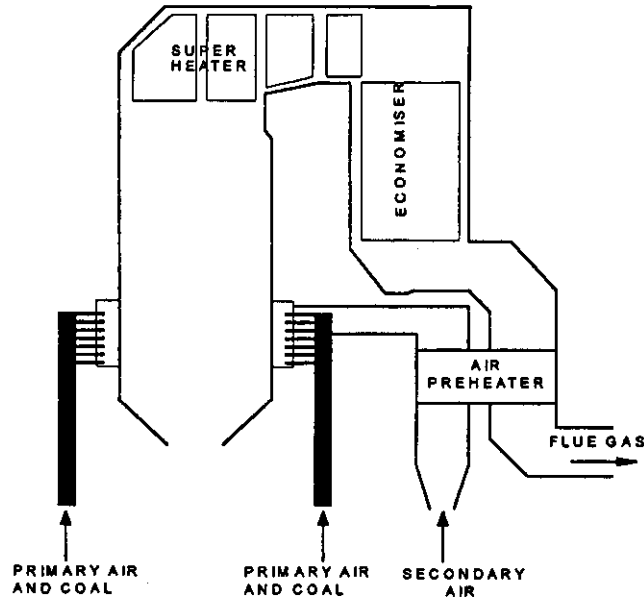 SUPER
HEATER
ECONOMISER
AIR
PREHEATER
FLUE GAS
PRIMARY AIR
AND COAL
PRIMARY AIR
AND COAL
SECONDARY
AIR